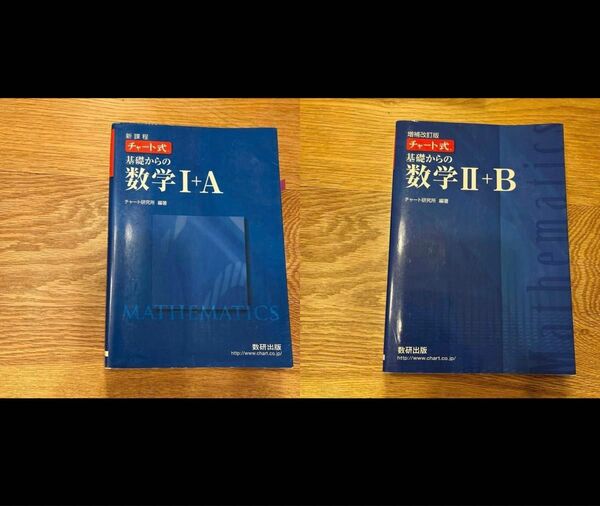 新課程
チャート式
基礎からの
数学Ⅰ+A
チャート研究所 編著
MATHEMATICS
数研出版
http://www.chart.co.jp/
増補改訂版
チャート式
基礎からの
数学Ⅱ+B
チャート研究所 編著
Mathematics
数研出版
http://www.chart.co.jp/